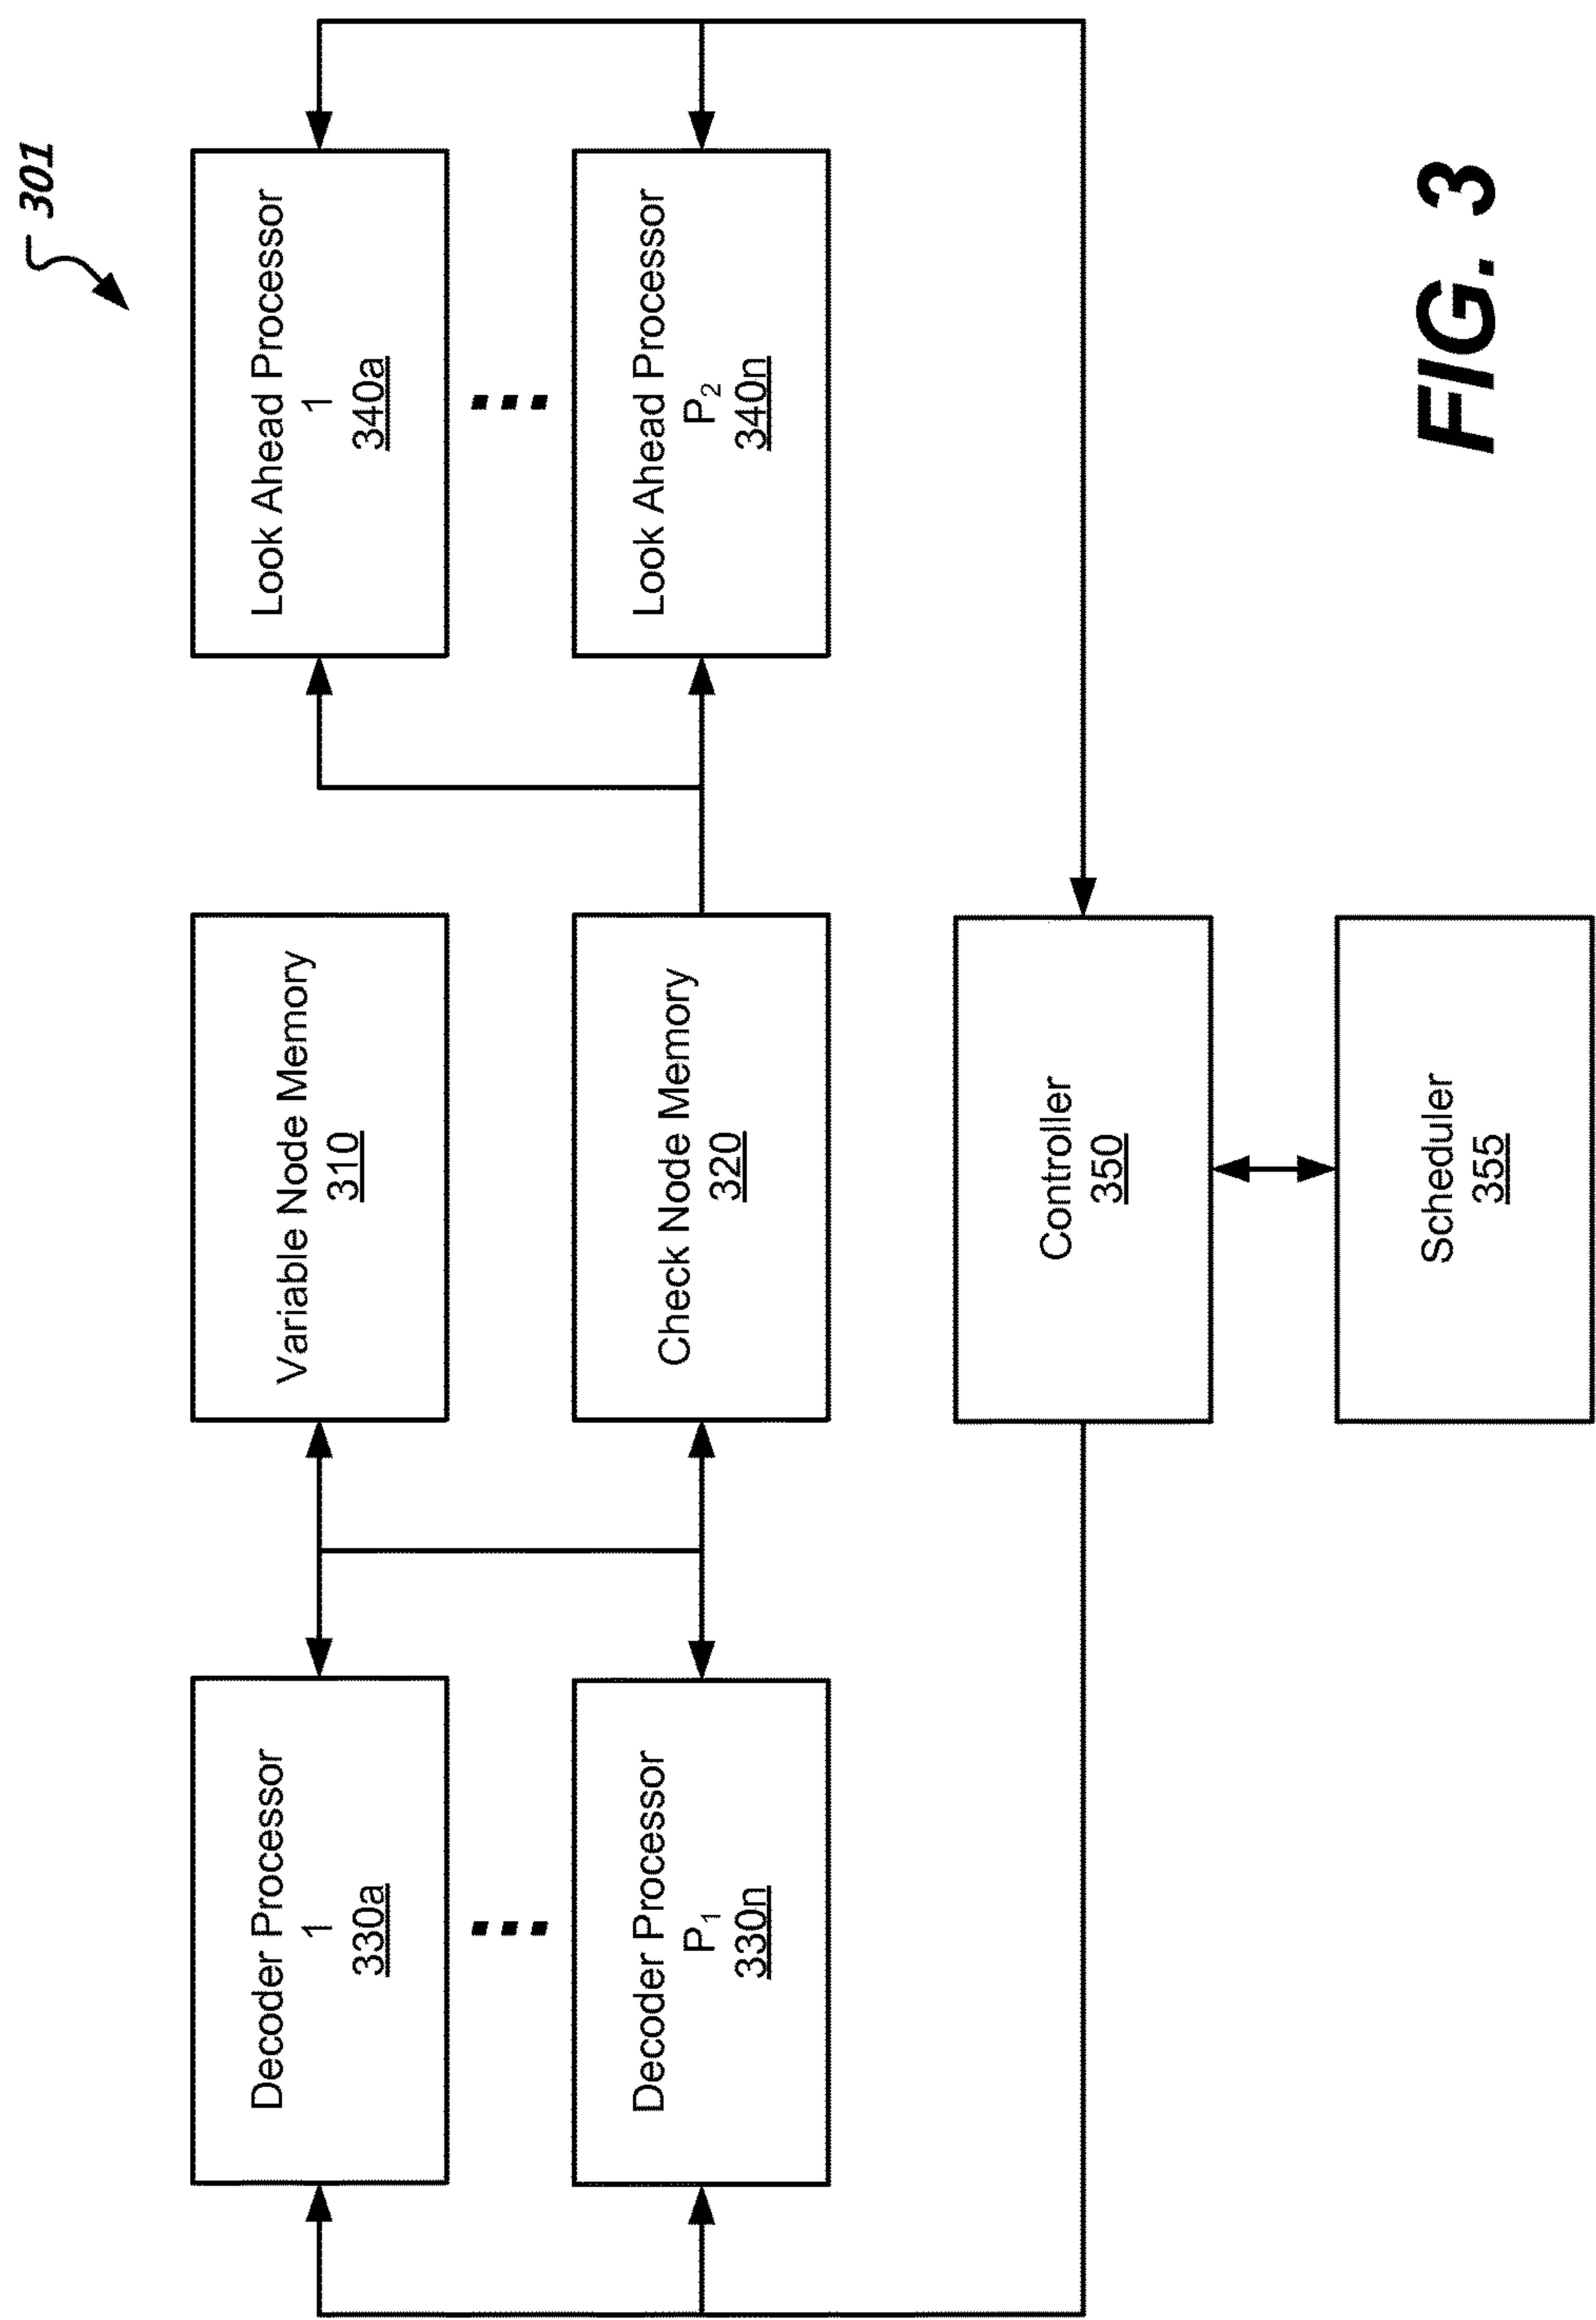 301
Decoder Processor
1
330a
Variable Node Memory
310
Look Ahead Processor
1
340a
Decoder Processor
P₁
330n
Check Node Memory
320
Look Ahead Processor
P₂
340n
Controller
350
Scheduler
355
FIG. 3